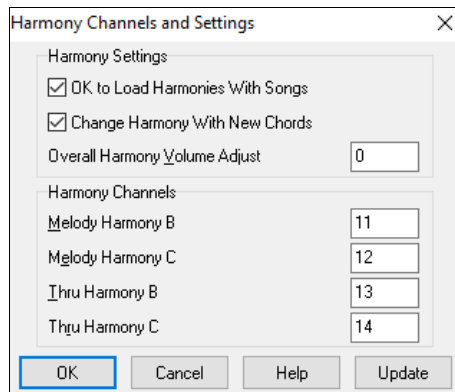 Harmony Channels and Settings
Harmony Settings
OK to Load Harmonies With Songs
Change Harmony With New Chords
Overall Harmony Volume Adjust 0
Harmony Channels
Melody Harmony B 11
Melody Harmony C 12
Thru Harmony B 13
Thru Harmony C 14
OK Cancel Help Update